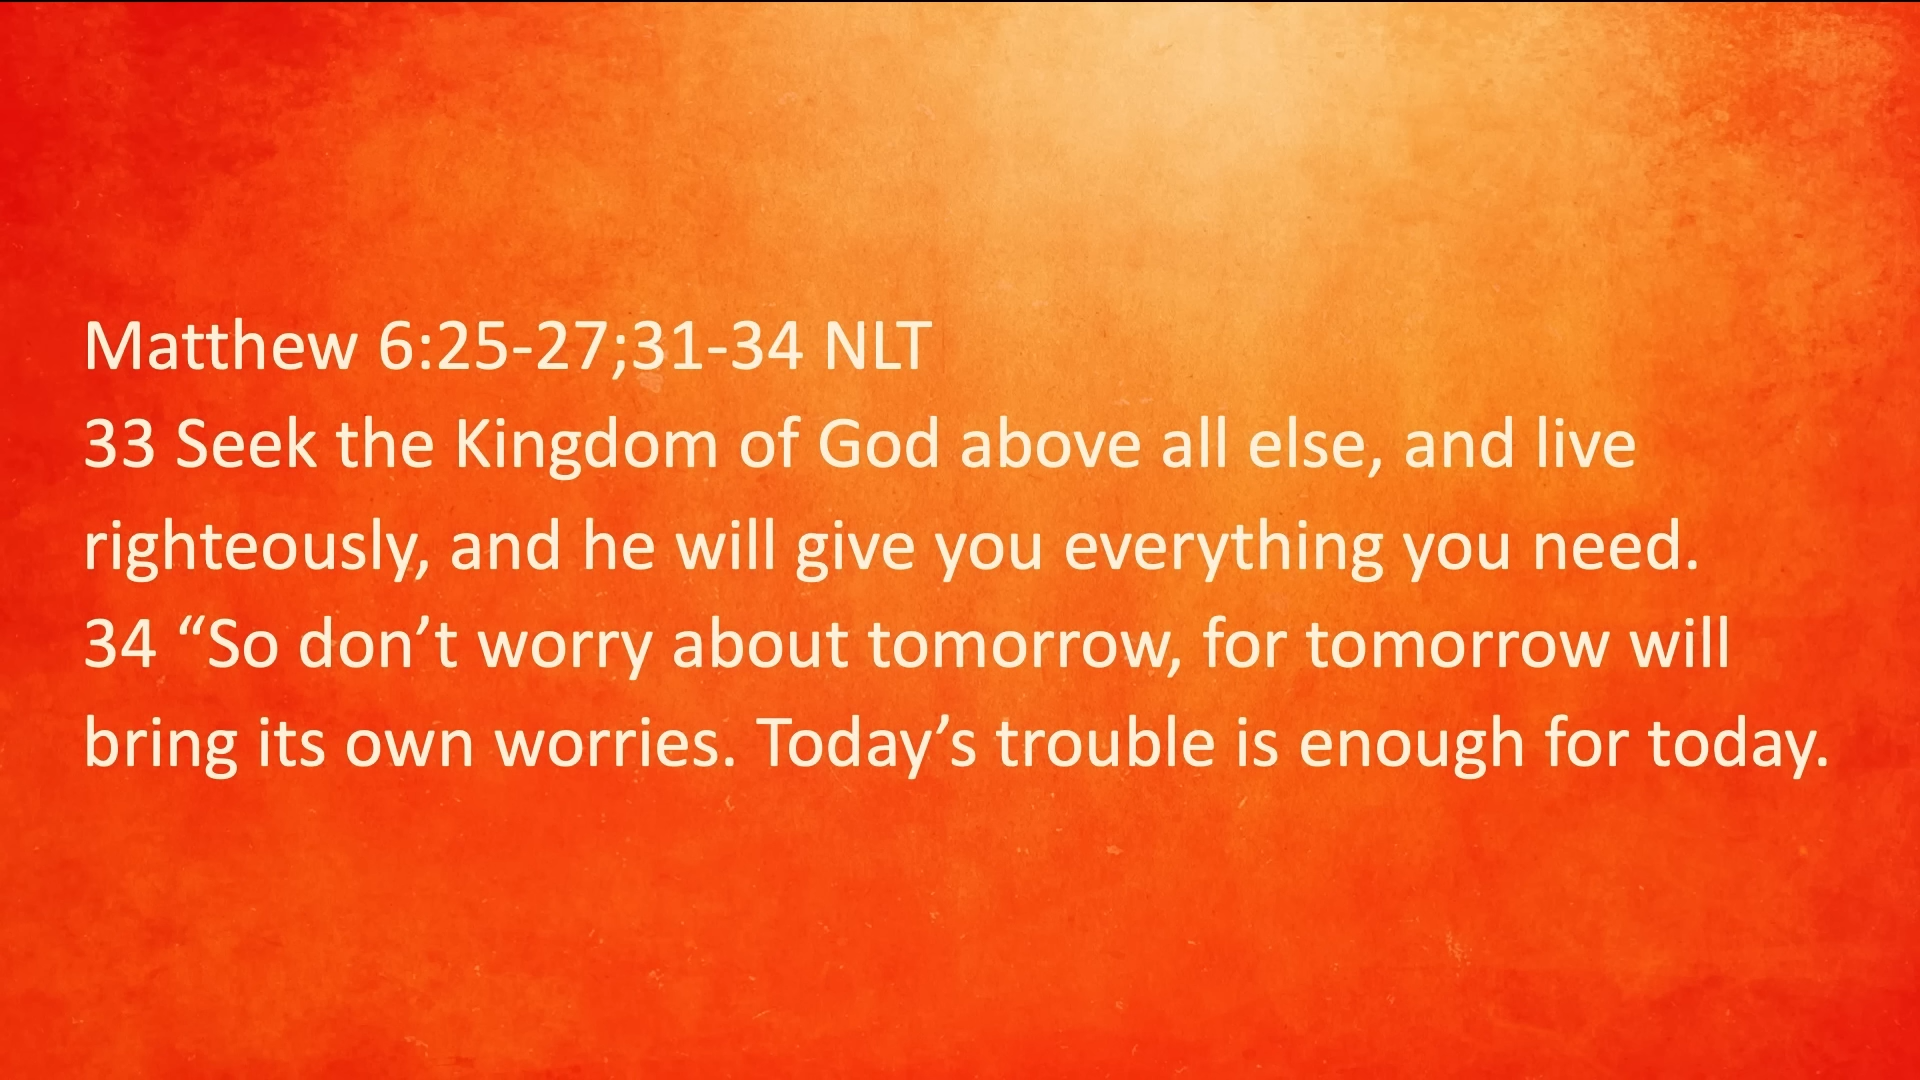 Matthew 6:25-27;31-34 NLT
33 Seek the Kingdom of God above all else, and live
righteously, and he will give you everything you need.
34 “So don’t worry about tomorrow, for tomorrow will
bring its own worries. Today’s trouble is enough for today.